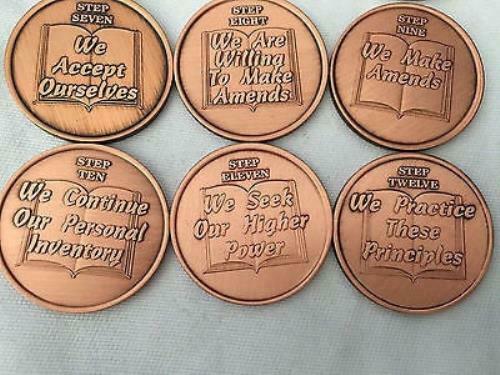 STEP
SEVEN
We
Accept
Ourselves
STEP
EIGHT
We Are
Willing
To Make
Amends
STEP
NINE
We Make
Amends
STEP
TEN
We Continue
Our Personal
Inventory
STEP
ELEVEN
We Seek
Our Higher
Power
STEP
TWELVE
We Practice
These
Principles